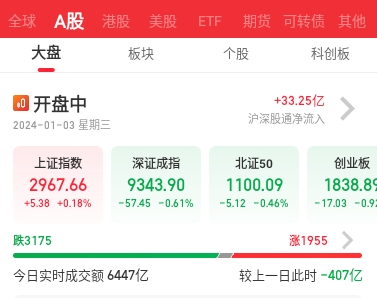 全球 A股 港股 美股 ETF 期货 可转债 其他
大盘 板块 个股 科创板
开盘中 +33.25亿
2024-01-03 星期三 沪深股通净流入
上证指数 深证成指 北证50 创业板
2967.66 9343.90 1100.09 1838.89
+5.38 +0.18% -57.45 -0.61% -5.12 -0.46% -17.03 -0.92
跌3175 涨1955
今日实时成交额 6447亿 较上一日此时 -407亿